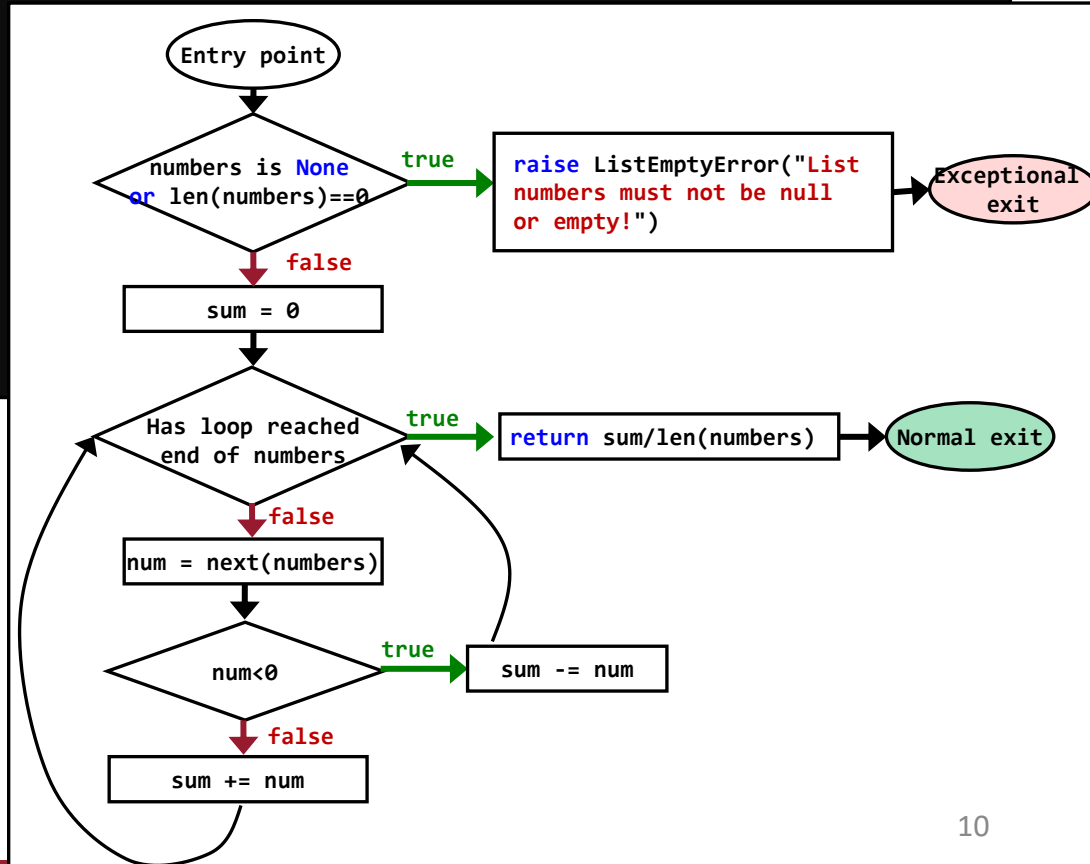 Entry point
numbers is None
or len(numbers)==0
true
raise ListEmptyError("List
numbers must not be null
or empty!")
Exceptional
exit
false
sum = 0
Has loop reached
end of numbers
true
return sum/len(numbers)
Normal exit
false
num = next(numbers)
num<0
true
sum -= num
false
sum += num
10